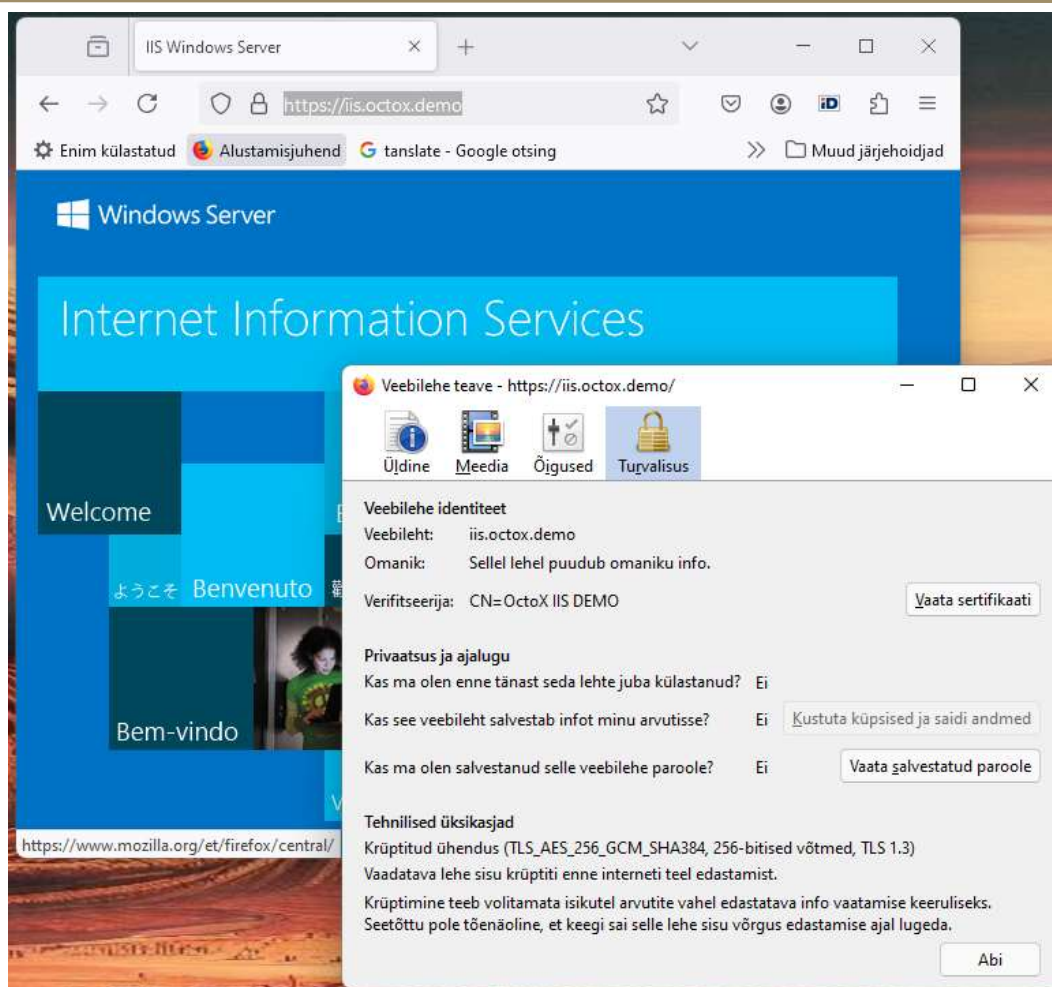 IIS Windows Server
https://iis.octox.demo
iD
Enim külastatud
Alustamisjuhend
G tanslate - Google otsing
Muud järjehoidjad
Windows Server
Internet Information Services
Welcome
ようこそ
Benvenuto
Bem-vindo
https://www.mozilla.org/et/firefox/central/
Veebilehe teave - https://iis.octox.demo/
Üldine
Meedia
Õigused
Turvalisus
Veebilehe identiteet
Veebileht: iis.octox.demo
Omanik: Sellel lehel puudub omaniku info.
Verifitseerija: CN=OctoX IIS DEMO
Vaata sertifikaati
Privaatsus ja ajalugu
Kas ma olen enne tänast seda lehte juba külastanud? Ei
Kas see veebileht salvestab infot minu arvutisse? Ei
Kustuta küpsised ja saidi andmed
Kas ma olen salvestanud selle veebilehe paroole? Ei
Vaata salvestatud paroole
Tehnilised üksikasjad
Krüptitud ühendus (TLS_AES_256_GCM_SHA384, 256-bitised võtmed, TLS 1.3)
Vaadatava lehe sisu krüptiti enne interneti teel edastamist.
Krüptimine teeb volitamata isikutel arvutite vahel edastatava info vaatamise keeruliseks.
Seetõttu pole tõenäoline, et keegi sai selle lehe sisu võrgus edastamise ajal lugeda.
Abi